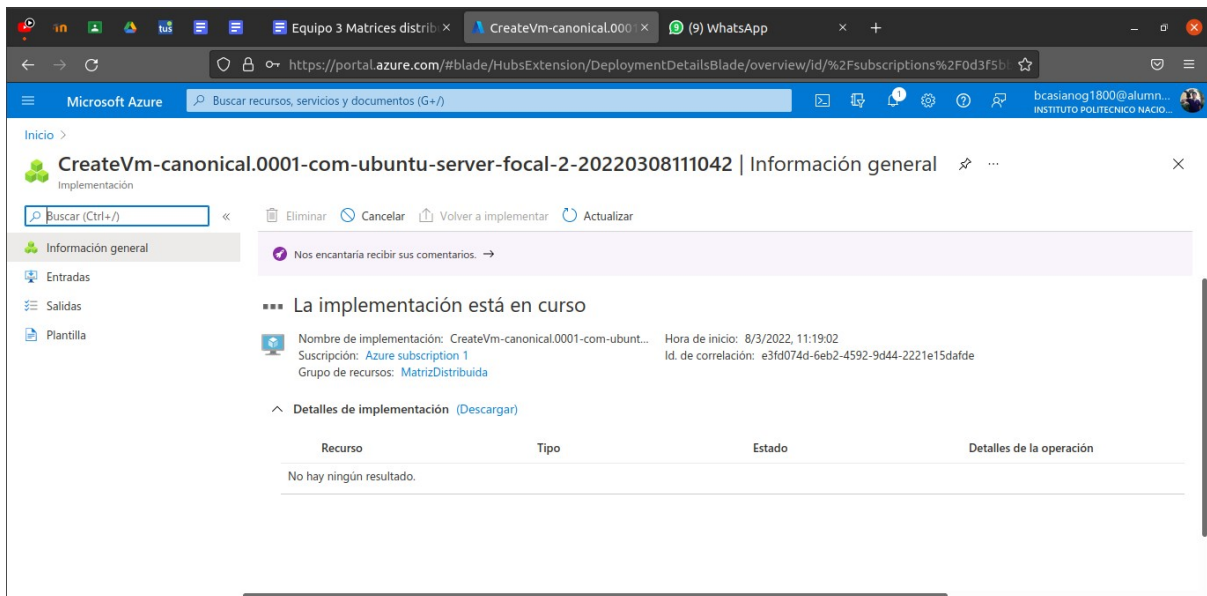 in
tus
Equipo 3 Matrices distrib
CreateVm-canonical.0001
(9) WhatsApp
https://portal.azure.com/#blade/HubsExtension/DeploymentDetailsBlade/overview/id/%2Fsubscriptions%2F0d3f5b
Microsoft Azure
Buscar recursos, servicios y documentos (G+/)
1
bcasianog1800@alumn...
INSTITUTO POLITECNICO NACIO...
Inicio >
CreateVm-canonical.0001-com-ubuntu-server-focal-2-20220308111042 | Información general
Implementación
Buscar (Ctrl+/)
«
Eliminar Cancelar Volver a implementar Actualizar
Información general
Nos encantaría recibir sus comentarios. →
Entradas
Salidas
Plantilla
La implementación está en curso
Nombre de implementación: CreateVm-canonical.0001-com-ubunt... Hora de inicio: 8/3/2022, 11:19:02
Suscripción: Azure subscription 1 Id. de correlación: e3fd074d-6eb2-4592-9d44-2221e15dafde
Grupo de recursos: MatrizDistribuida
Detalles de implementación (Descargar)
Recurso Tipo Estado Detalles de la operación
No hay ningún resultado.